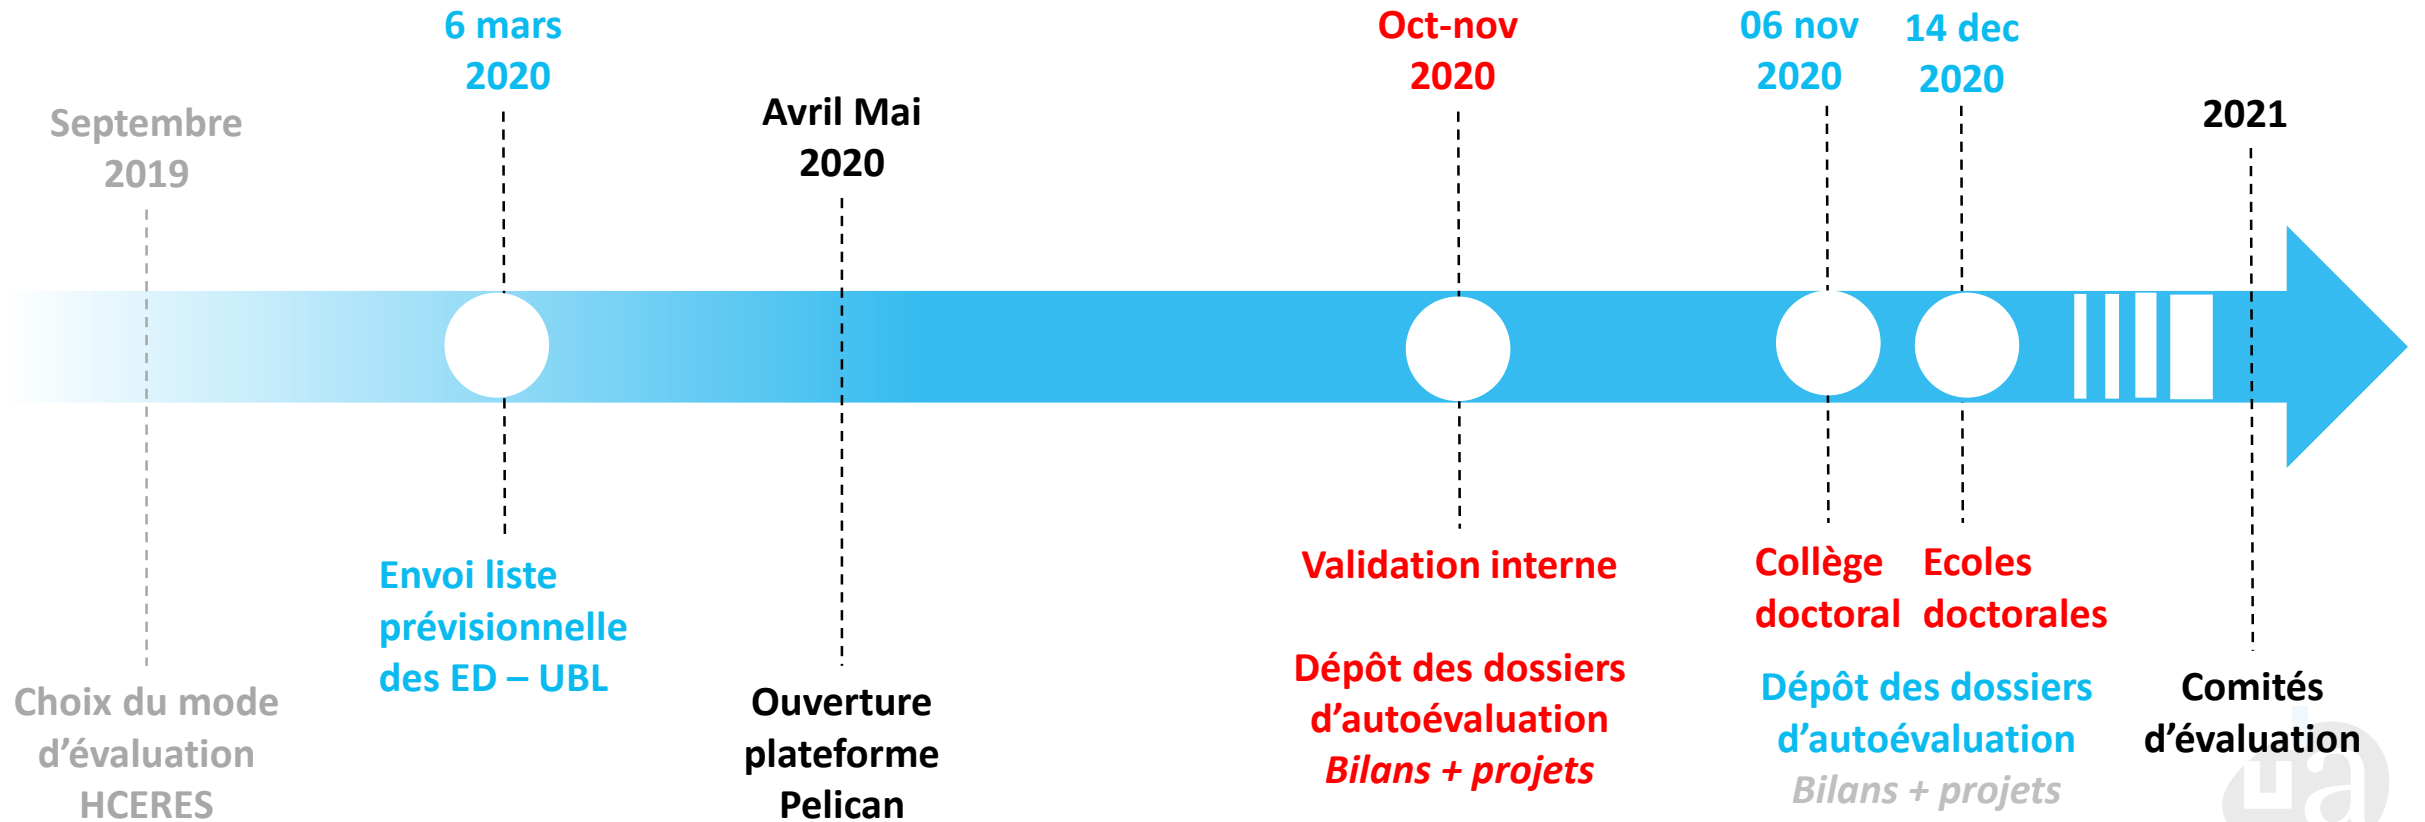 Septembre
2019
Choix du mode
d'évaluation
HCERES
6 mars
2020
Envoi liste
prévisionnelle
des ED – UBL
Avril Mai
2020
Ouverture
plateforme
Pelican
Oct-nov
2020
Validation interne
Dépôt des dossiers
d'autoévaluation
Bilans + projets
06 nov
2020
Collège
doctoral
14 dec
2020
Ecoles
doctorales
Dépôt des dossiers
d'autoévaluation
Bilans + projets
2021
Comités
d'évaluation
ua